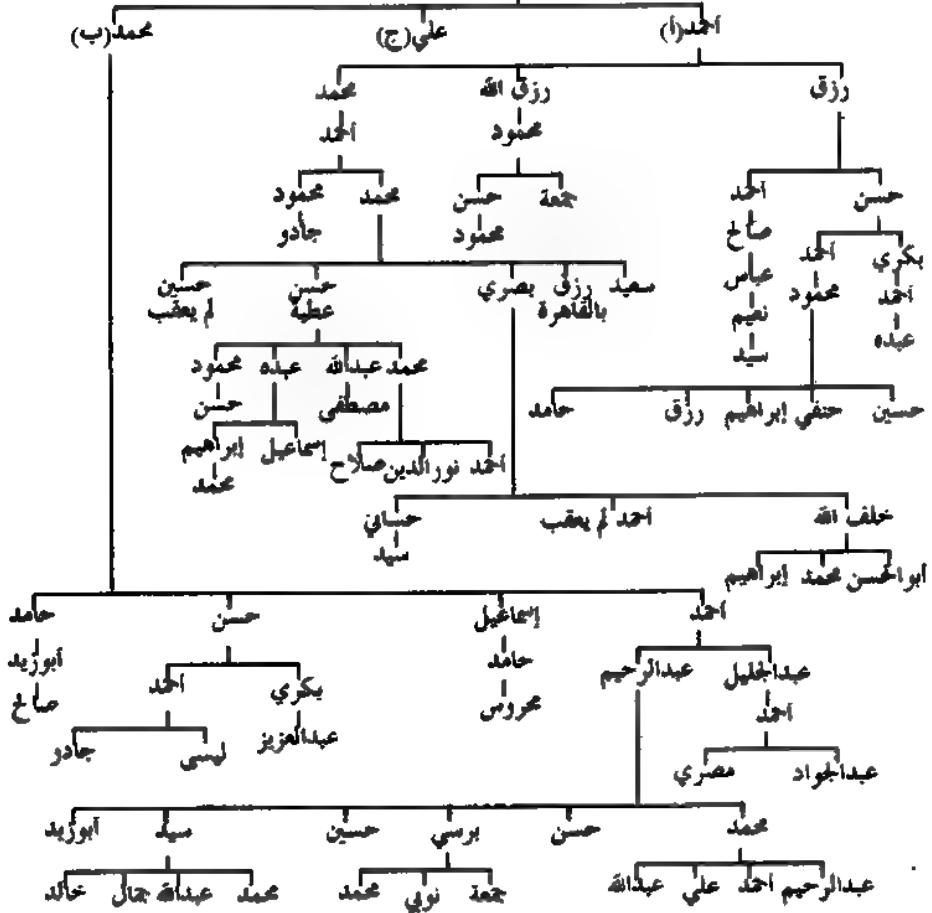 أحمد(أ) علي(ج) محمد(ب)
رزق رزق الله محمد
محمود أحمد
حسن أحمد جمعة حسن محمد محمود
صالح محمود جادو
بكري أحمد عباس
سعيد رزق بصري حسن حسين
أحمد محمود نعيم بالقاهرة عطية لم يعقب
عبده سيد
محمد عبدالله عبده محمود
حسين حنفي إبراهيم رزق حامد مصطفى حسن
إسماعيل إبراهيم
أحمد نورالدين صلاح محمد
خلف الله أحمد لم يعقب حساني
سيد
أبوالحسن محمد إبراهيم
أحمد إسماعيل حسن حامد
عبدالجليل عبدالرحيم حامد بكري أحمد أبوزيد
أحمد محروس عبدالعزيز صالح
عبدالجواد مصري ليسى جادو
محمد حسن برسي حسين سيد أبوزيد
عبدالرحيم أحمد علي عبدالله جمعة نوبي محمد محمد عبدالله جمال خالد